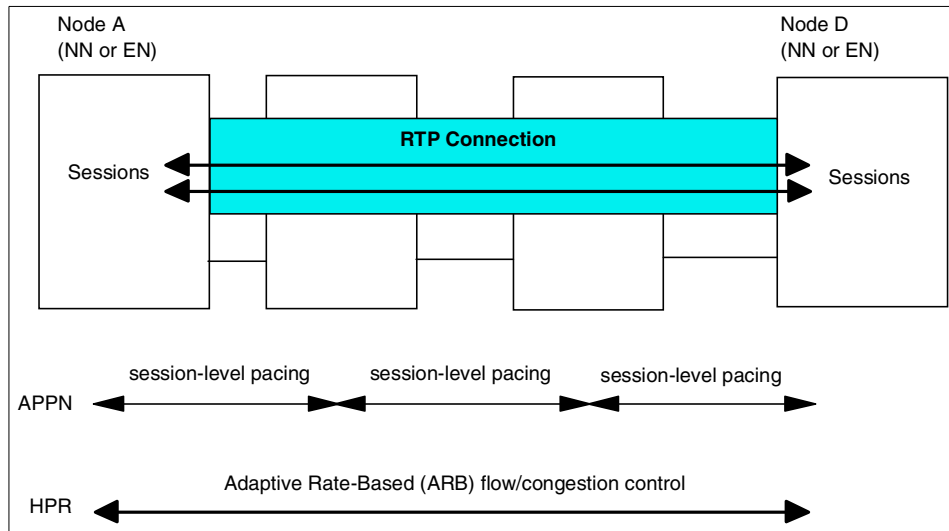 Node A
(NN or EN)
Node D
(NN or EN)
RTP Connection
Sessions
Sessions
session-level pacing
session-level pacing
session-level pacing
APPN
Adaptive Rate-Based (ARB) flow/congestion control
HPR